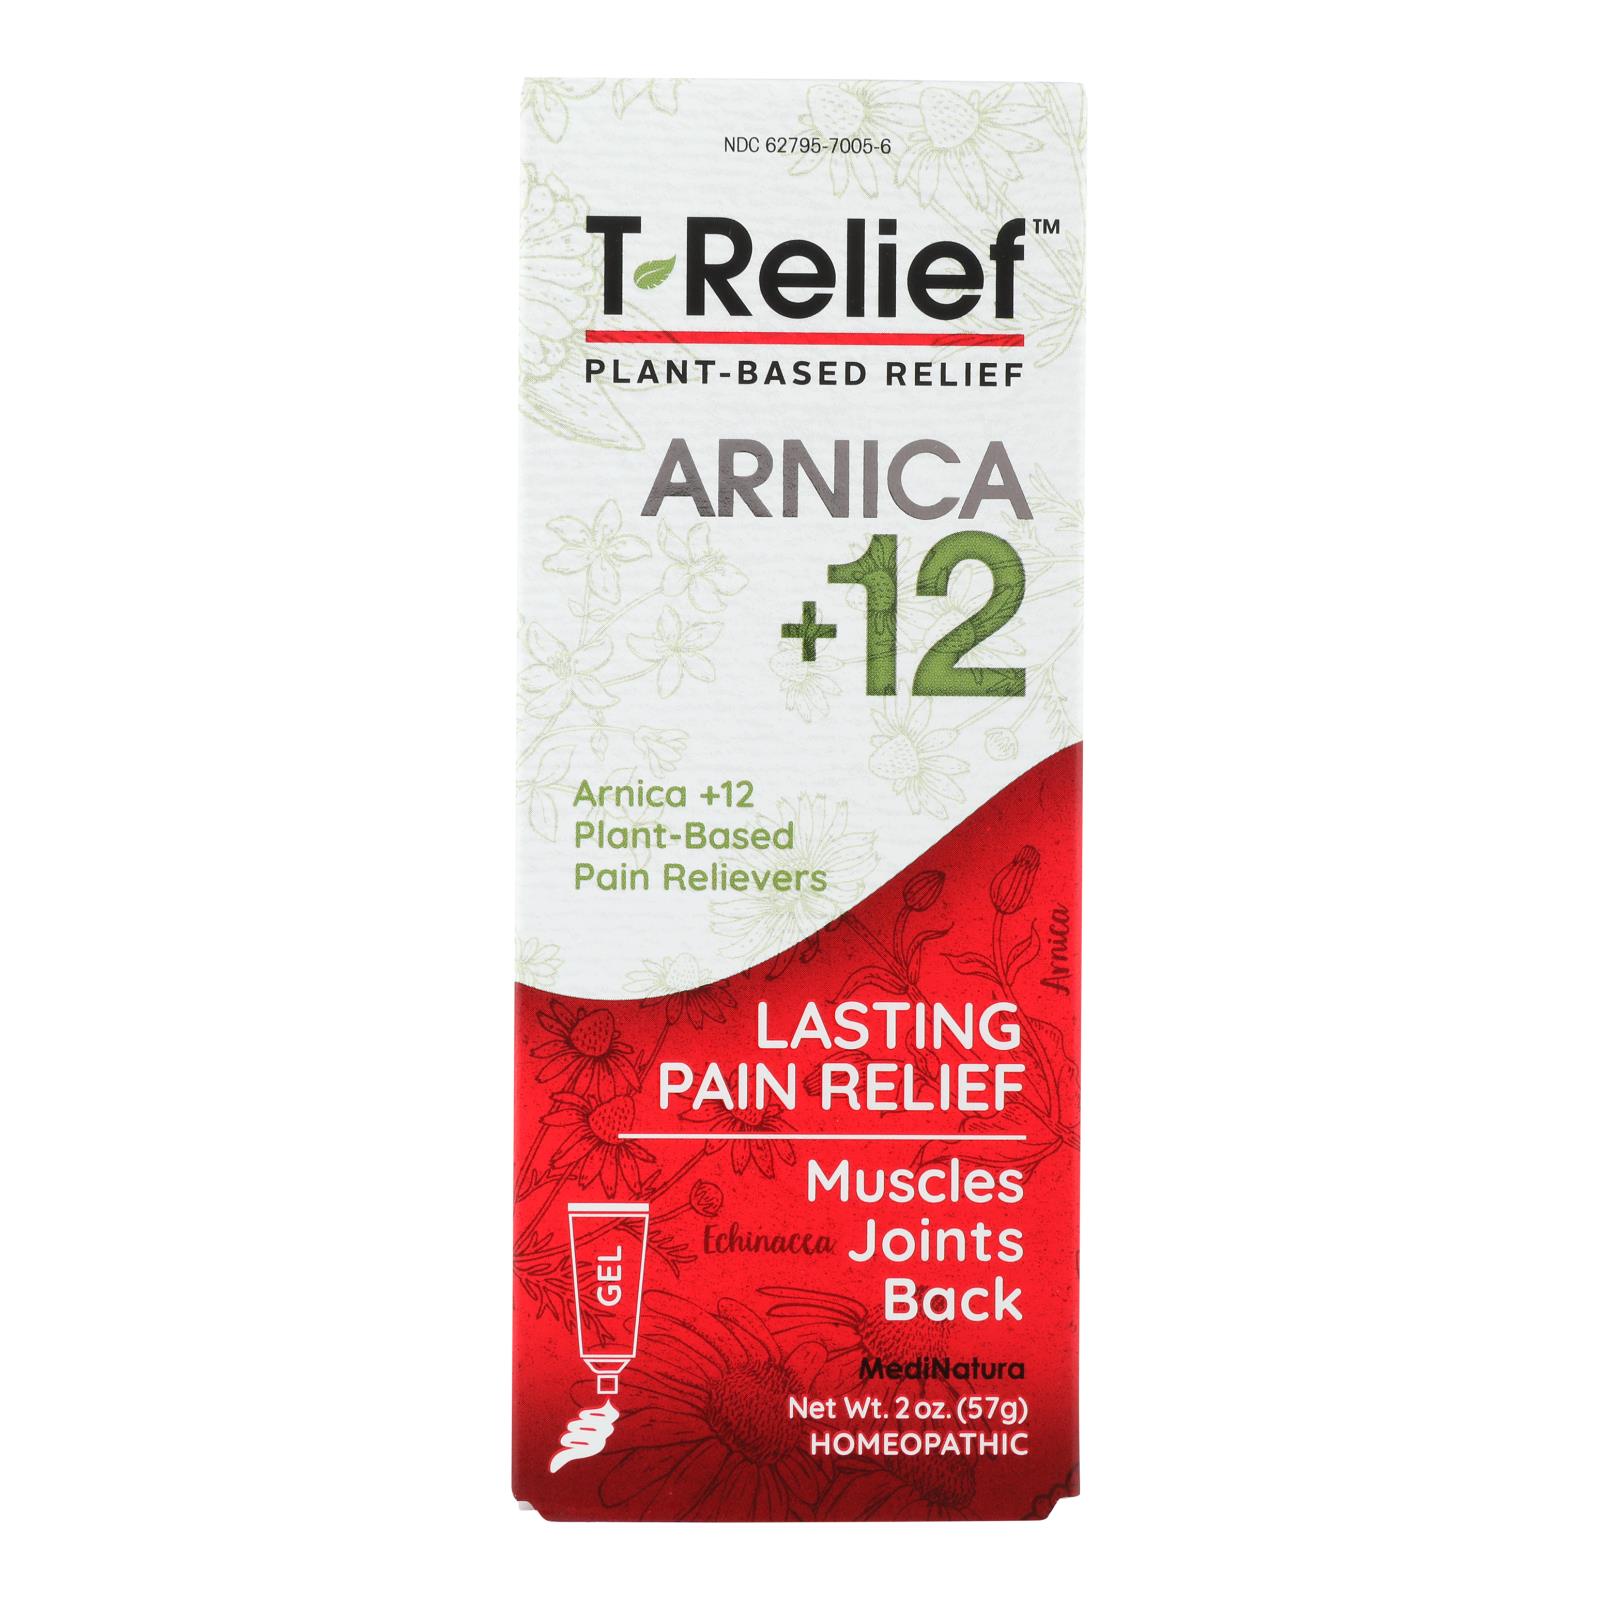 NDC 62795-7005-6
T Relief™
PLANT-BASED RELIEF
ARNICA
+12
Arnica +12
Plant-Based
Pain Relievers
Arnica
LASTING
PAIN RELIEF
Muscles
Echinacea Joints
Back
GEL
MediNatura
Net Wt. 2 oz. (57g)
HOMEOPATHIC